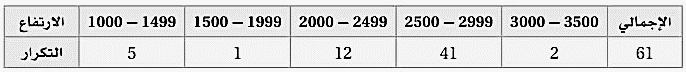 الارتفاع 1000 – 1499 1500 – 1999 2000 – 2499 2500 – 2999 3000 – 3500 الإجمالي
التكرار 5 1 12 41 2 61